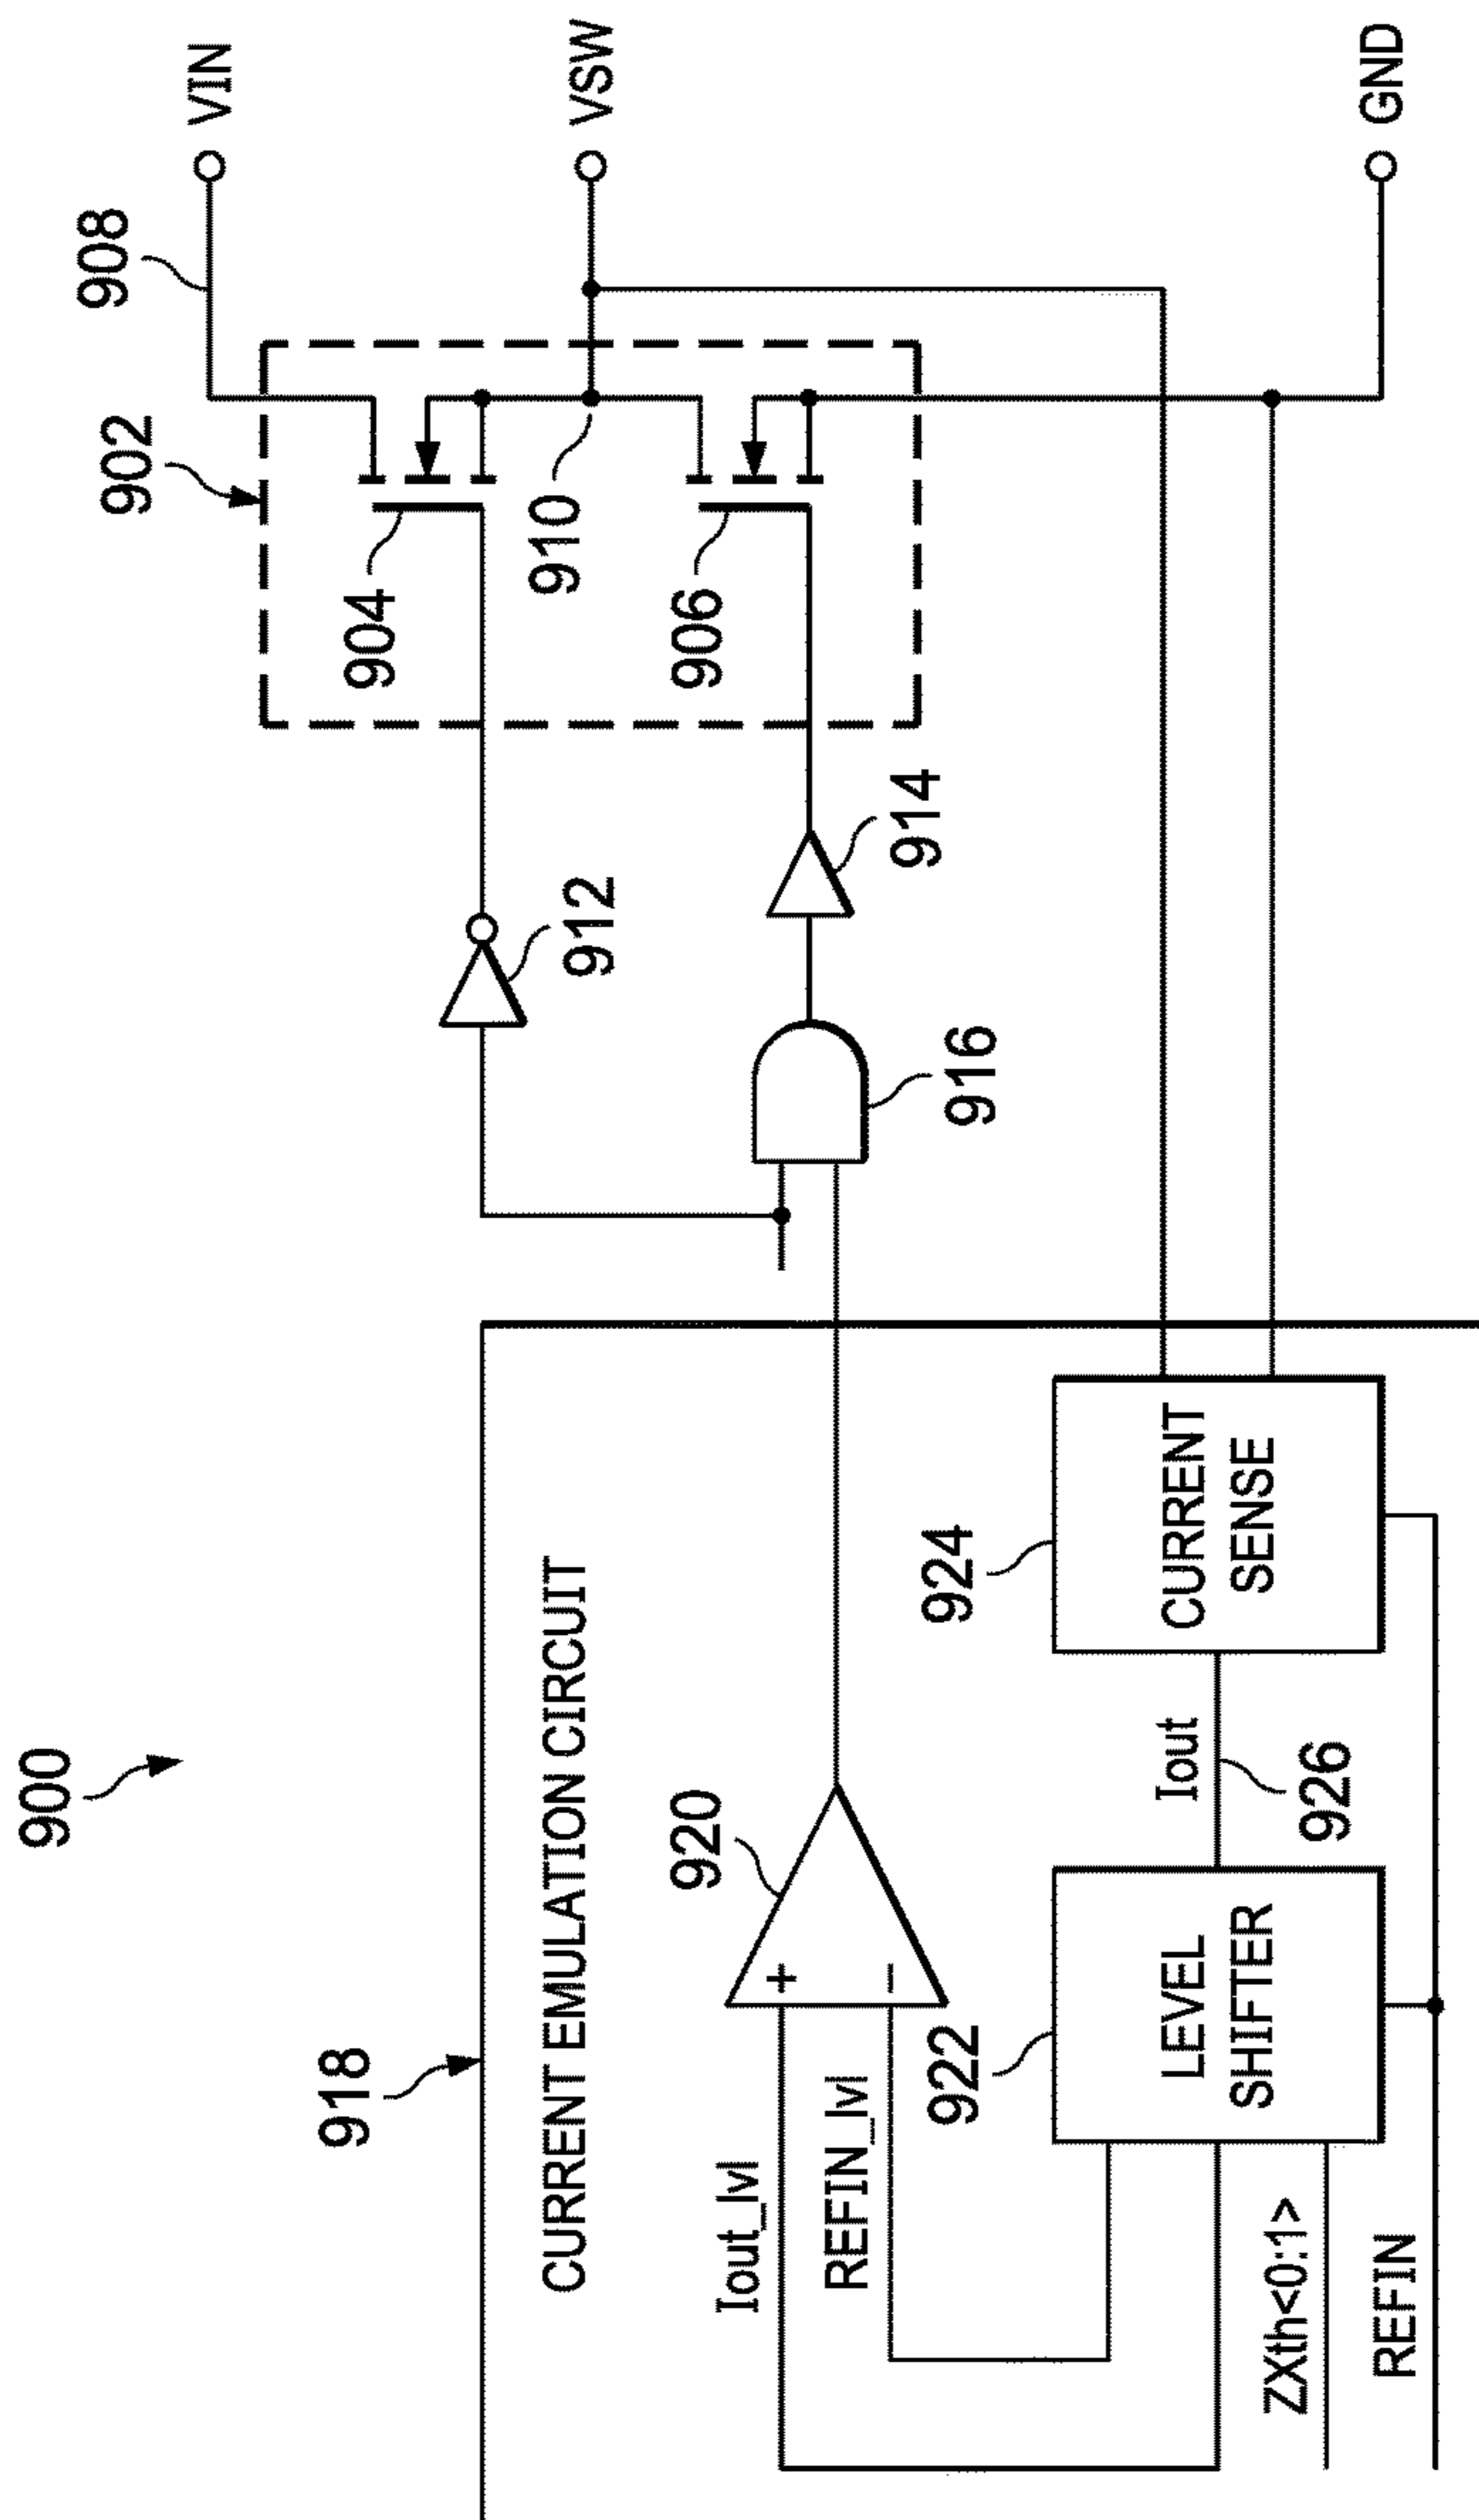 900
918
CURRENT EMULATION CIRCUIT
Iout_lvl
REFIN_lvl
+
−
920
922
LEVEL
SHIFTER
ZXth<0:1>
REFIN
Iout
926
924
CURRENT
SENSE
912
914
916
902
904
906
908
910
VIN
VSW
GND